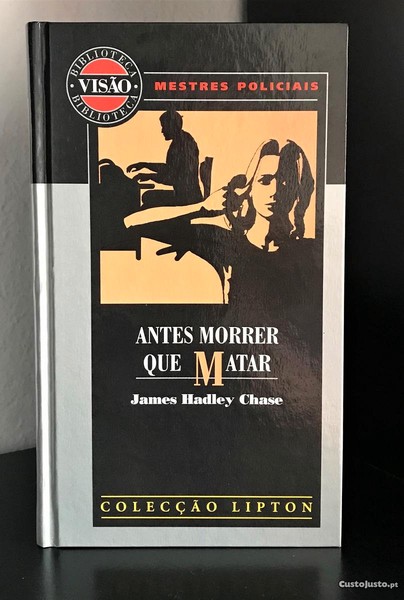 BIBLIOTECA
VISÃO
BIBLIOTECA
MESTRES POLICIAIS
ANTES MORRER
QUE MATAR
James Hadley Chase
COLECÇÃO LIPTON
CustoJusto.pt